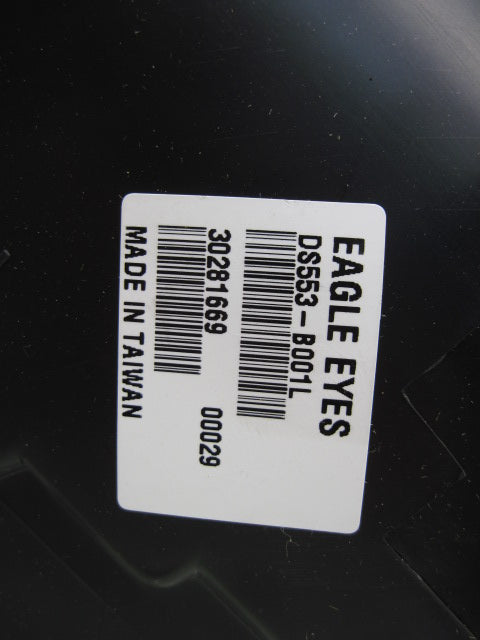 EAGLE EYES
DS553-B001L
30281669 00029
MADE IN TAIWAN